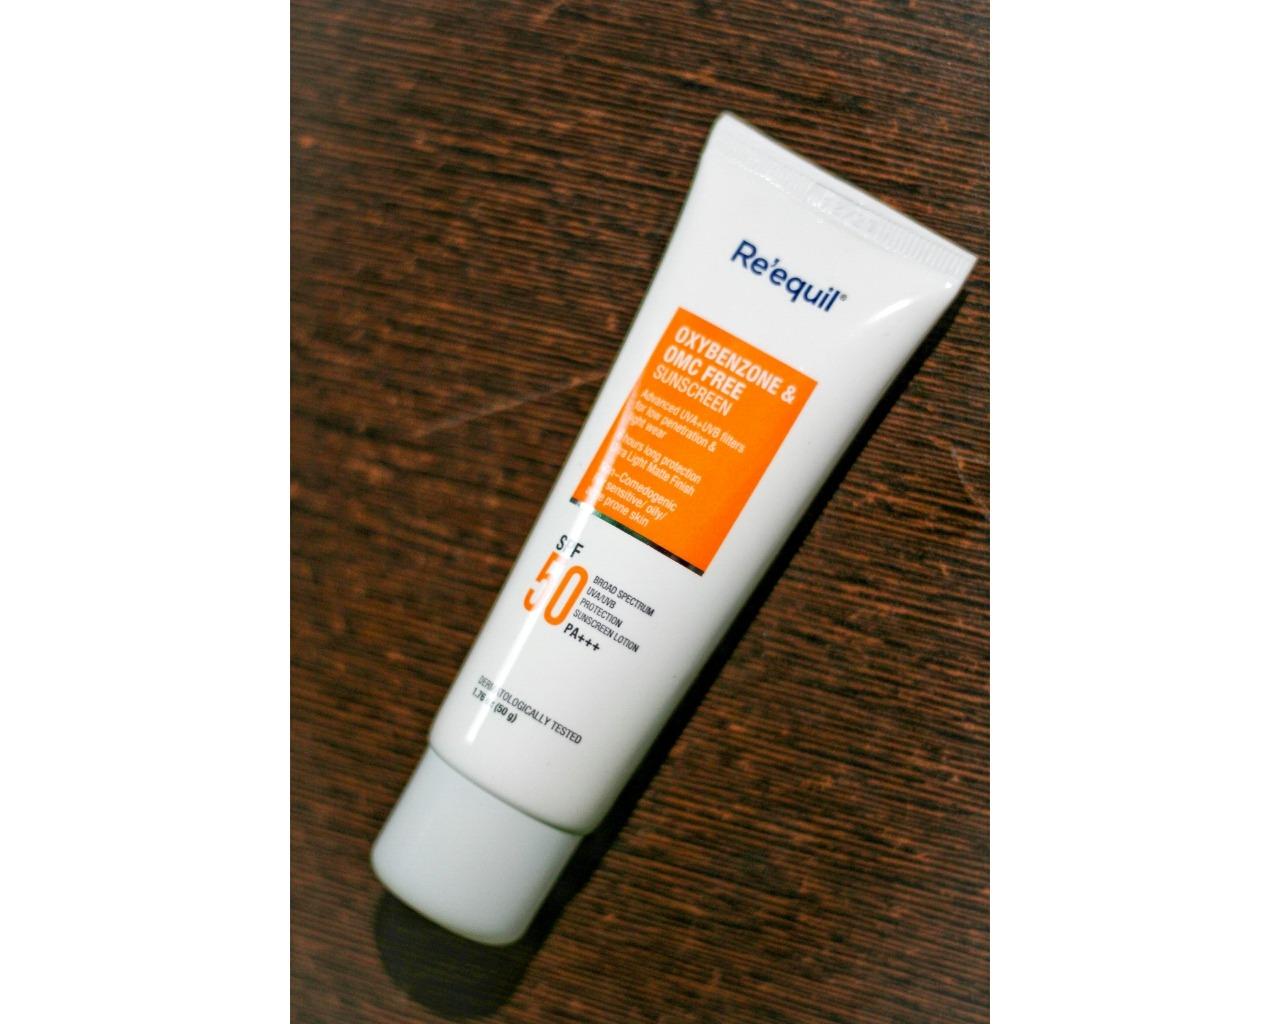 Re'equil®
OXYBENZONE &
OMC FREE
SUNSCREEN
Advanced UVA+UVB filters
for low penetration &
wear
hours long protection
Light Matte Finish
Comedogenic
sensitive/ oily/
prone skin
SPF
50
BROAD SPECTRUM
UVA/UVB
PROTECTION
SUNSCREEN LOTION
PA+++
DERMATOLOGICALLY TESTED
(50 g)